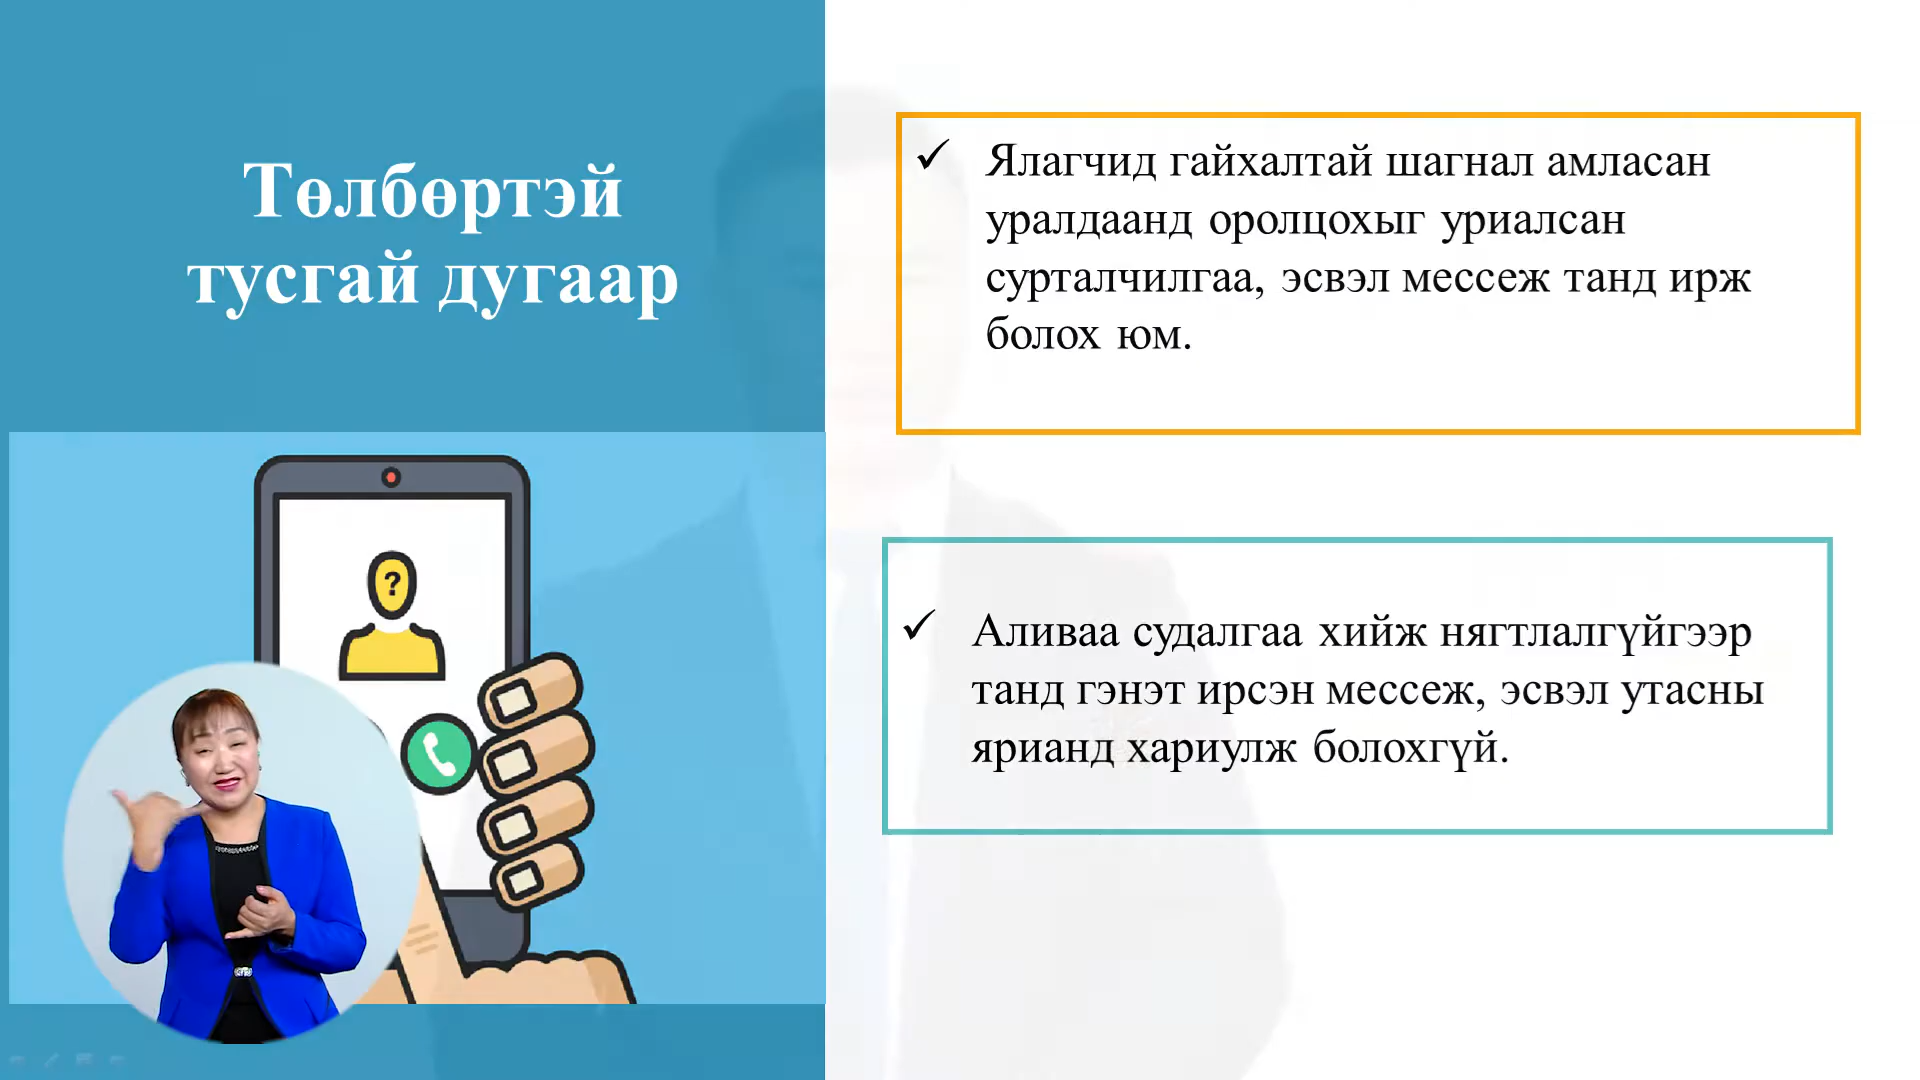 Төлбөртэй
тусгай дугаар
Ялагчид гайхалтай шагнал амласан
уралдаанд оролцохыг уриалсан
сурталчилгаа, эсвэл мессеж танд ирж
болох юм.
?
Аливаа судалгаа хийж нягтлалгүйгээр
танд гэнэт ирсэн мессеж, эсвэл утасны
ярианд хариулж болохгүй.